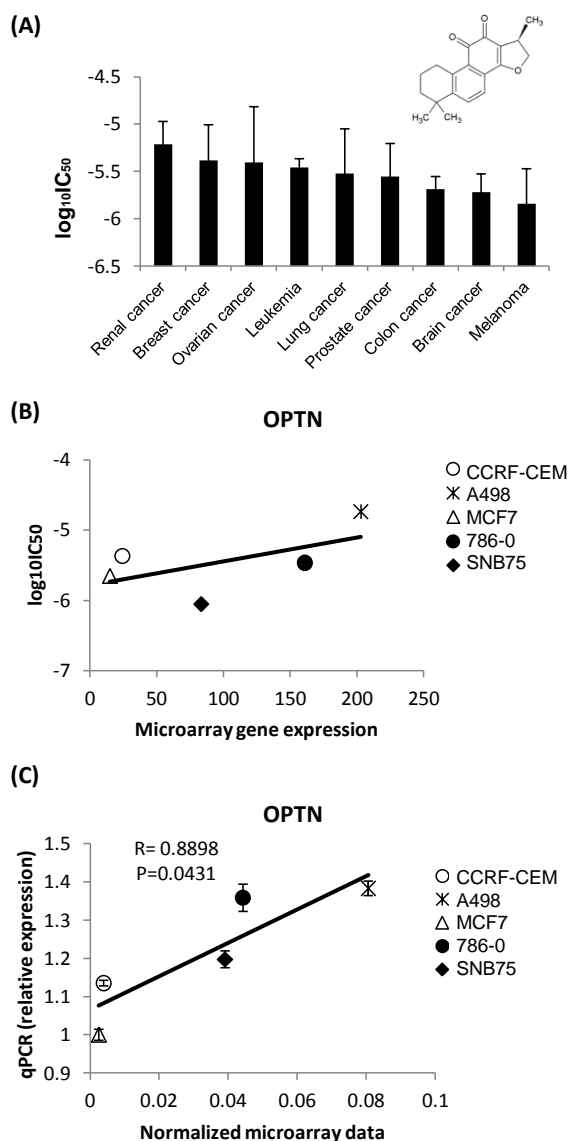 (A)
CH₃
O
O
O
H₃C CH₃
-4.5
-5
-5.5
-6
-6.5
log₁₀IC₅₀
Renal cancer
Breast cancer
Ovarian cancer
Leukemia
Lung cancer
Prostate cancer
Colon cancer
Brain cancer
Melanoma
(B)
OPTN
-4
-5
-6
-7
log10IC50
0 50 100 150 200 250
Microarray gene expression
CCRF-CEM
A498
MCF7
786-0
SNB75
(C)
OPTN
R= 0.8898
P=0.0431
1.5
1.4
1.3
1.2
1.1
1
0.9
qPCR (relative expression)
0 0.02 0.04 0.06 0.08 0.1
Normalized microarray data
CCRF-CEM
A498
MCF7
786-0
SNB75